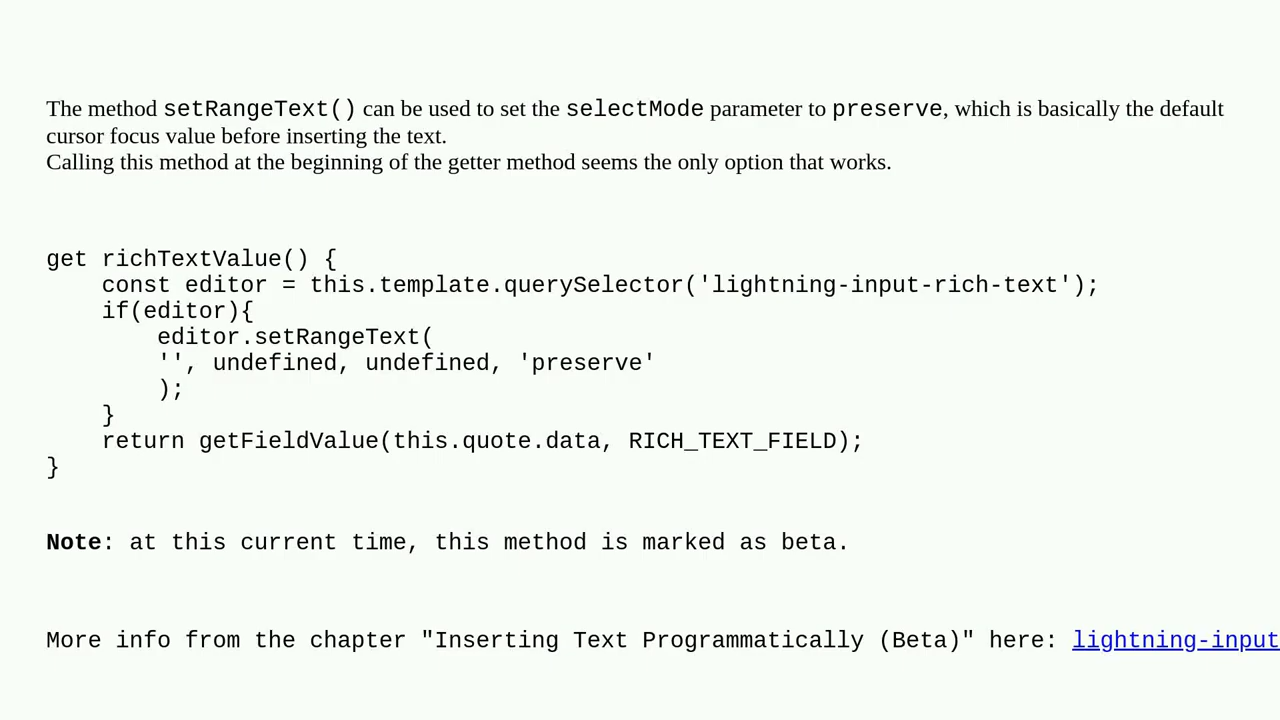 The method setRangeText() can be used to set the selectMode parameter to preserve, which is basically the default
cursor focus value before inserting the text.
Calling this method at the beginning of the getter method seems the only option that works.
get richTextValue() {
    const editor = this.template.querySelector('lightning-input-rich-text');
    if(editor){
        editor.setRangeText(
        '', undefined, undefined, 'preserve'
        );
    }
    return getFieldValue(this.quote.data, RICH_TEXT_FIELD);
}
Note: at this current time, this method is marked as beta.
More info from the chapter "Inserting Text Programmatically (Beta)" here: lightning-input